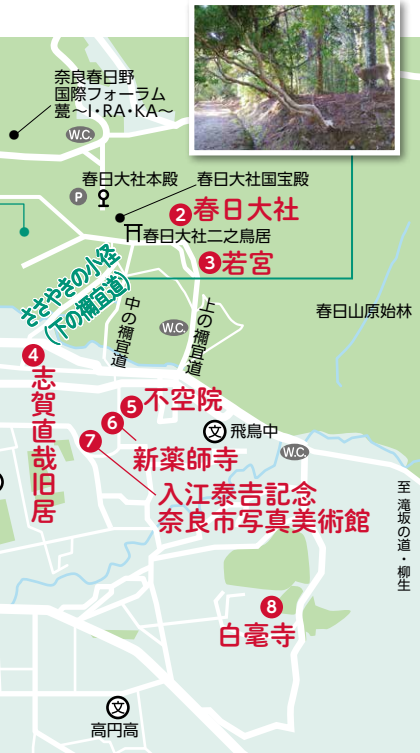 奈良春日野
国際フォーラム
甍〜I・RA・KA〜
W.C.
P
春日大社本殿
春日大社国宝殿
2 春日大社
春日大社二之鳥居
3 若宮
ささやきの小径
(下の禰宜道)
中の禰宜道
W.C.
上の禰宜道
春日山原始林
4 志賀直哉旧居
5 不空院
6
新薬師寺
7
入江泰𠮷記念
奈良市写真美術館
文 飛鳥中
W.C.
至 滝坂の道・柳生
8
白毫寺
文
高円高